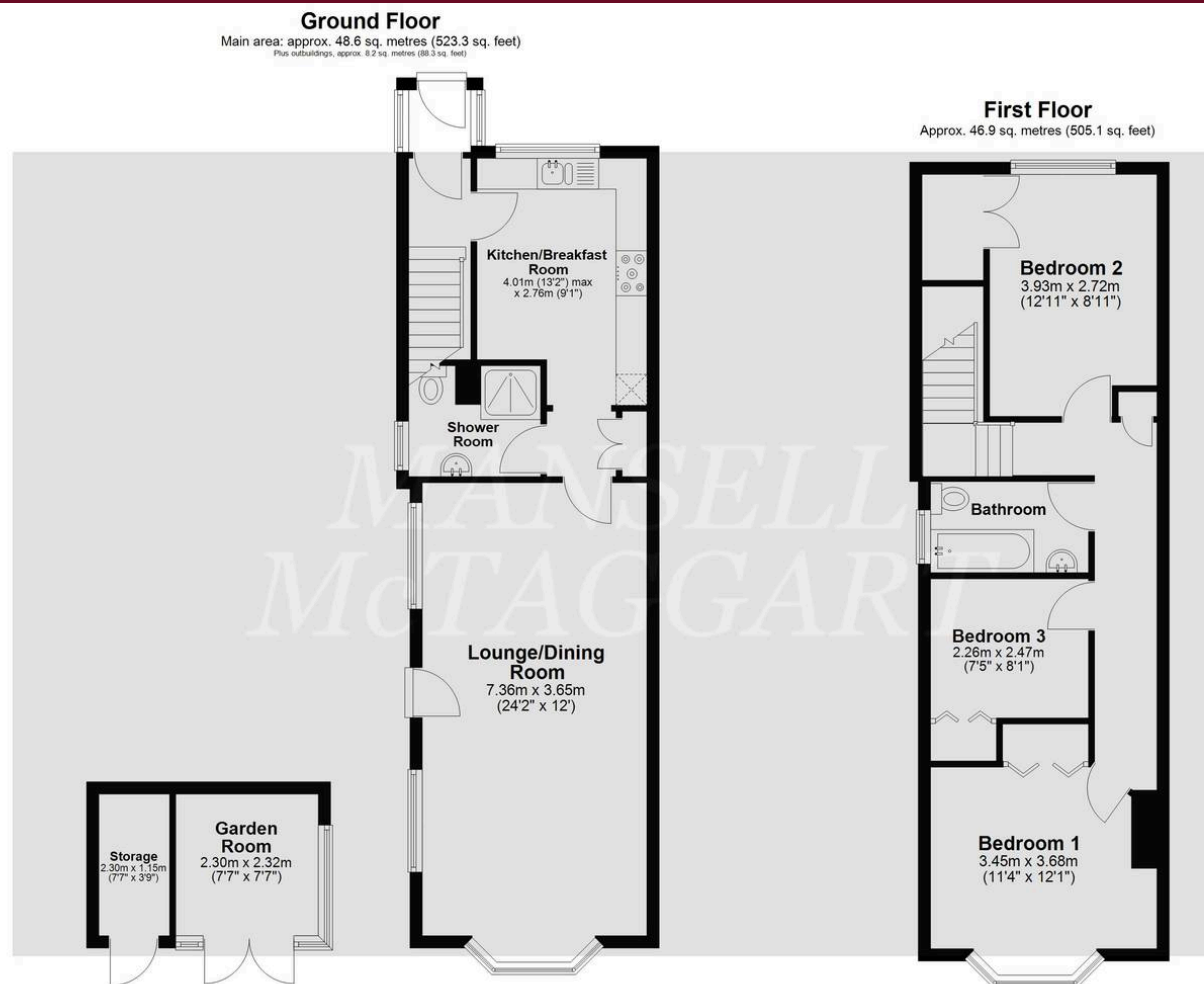 Ground Floor
Main area: approx. 48.6 sq. metres (523.3 sq. feet)
Plus outbuildings, approx. 8.2 sq. metres (88.3 sq. feet)
First Floor
Approx. 46.9 sq. metres (505.1 sq. feet)
Kitchen/Breakfast
Room
4.01m (13'2") max
x 2.76m (9'1")
Bedroom 2
3.93m x 2.72m
(12'11" x 8'11")
Shower
Room
MANSELL
McTAGGART
Bathroom
Lounge/Dining
Room
7.36m x 3.65m
(24'2" x 12')
Bedroom 3
2.26m x 2.47m
(7'5" x 8'1")
Storage
2.30m x 1.15m
(7'7" x 3'9")
Garden
Room
2.30m x 2.32m
(7'7" x 7'7")
Bedroom 1
3.45m x 3.68m
(11'4" x 12'1")